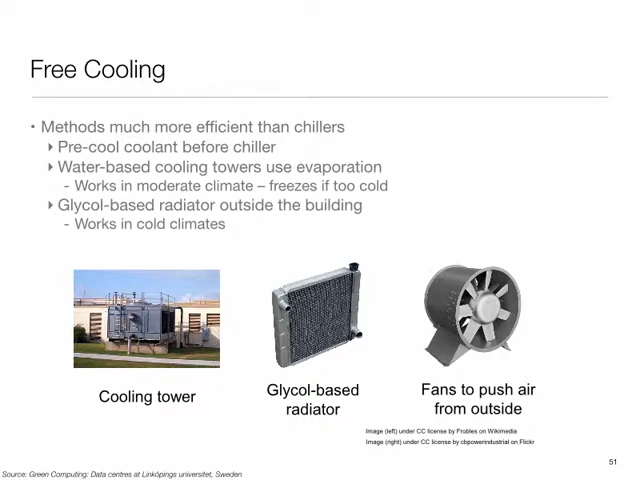 Free Cooling
• Methods much more efficient than chillers
‣ Pre-cool coolant before chiller
‣ Water-based cooling towers use evaporation
- Works in moderate climate – freezes if too cold
‣ Glycol-based radiator outside the building
- Works in cold climates
Cooling tower
Glycol-based
radiator
Fans to push air
from outside
Image (left) under CC license by Frobles on Wikimedia
Image (right) under CC license by cbpowerindustrial on Flickr
51
Source: Green Computing: Data centres at Linköpings universitet, Sweden